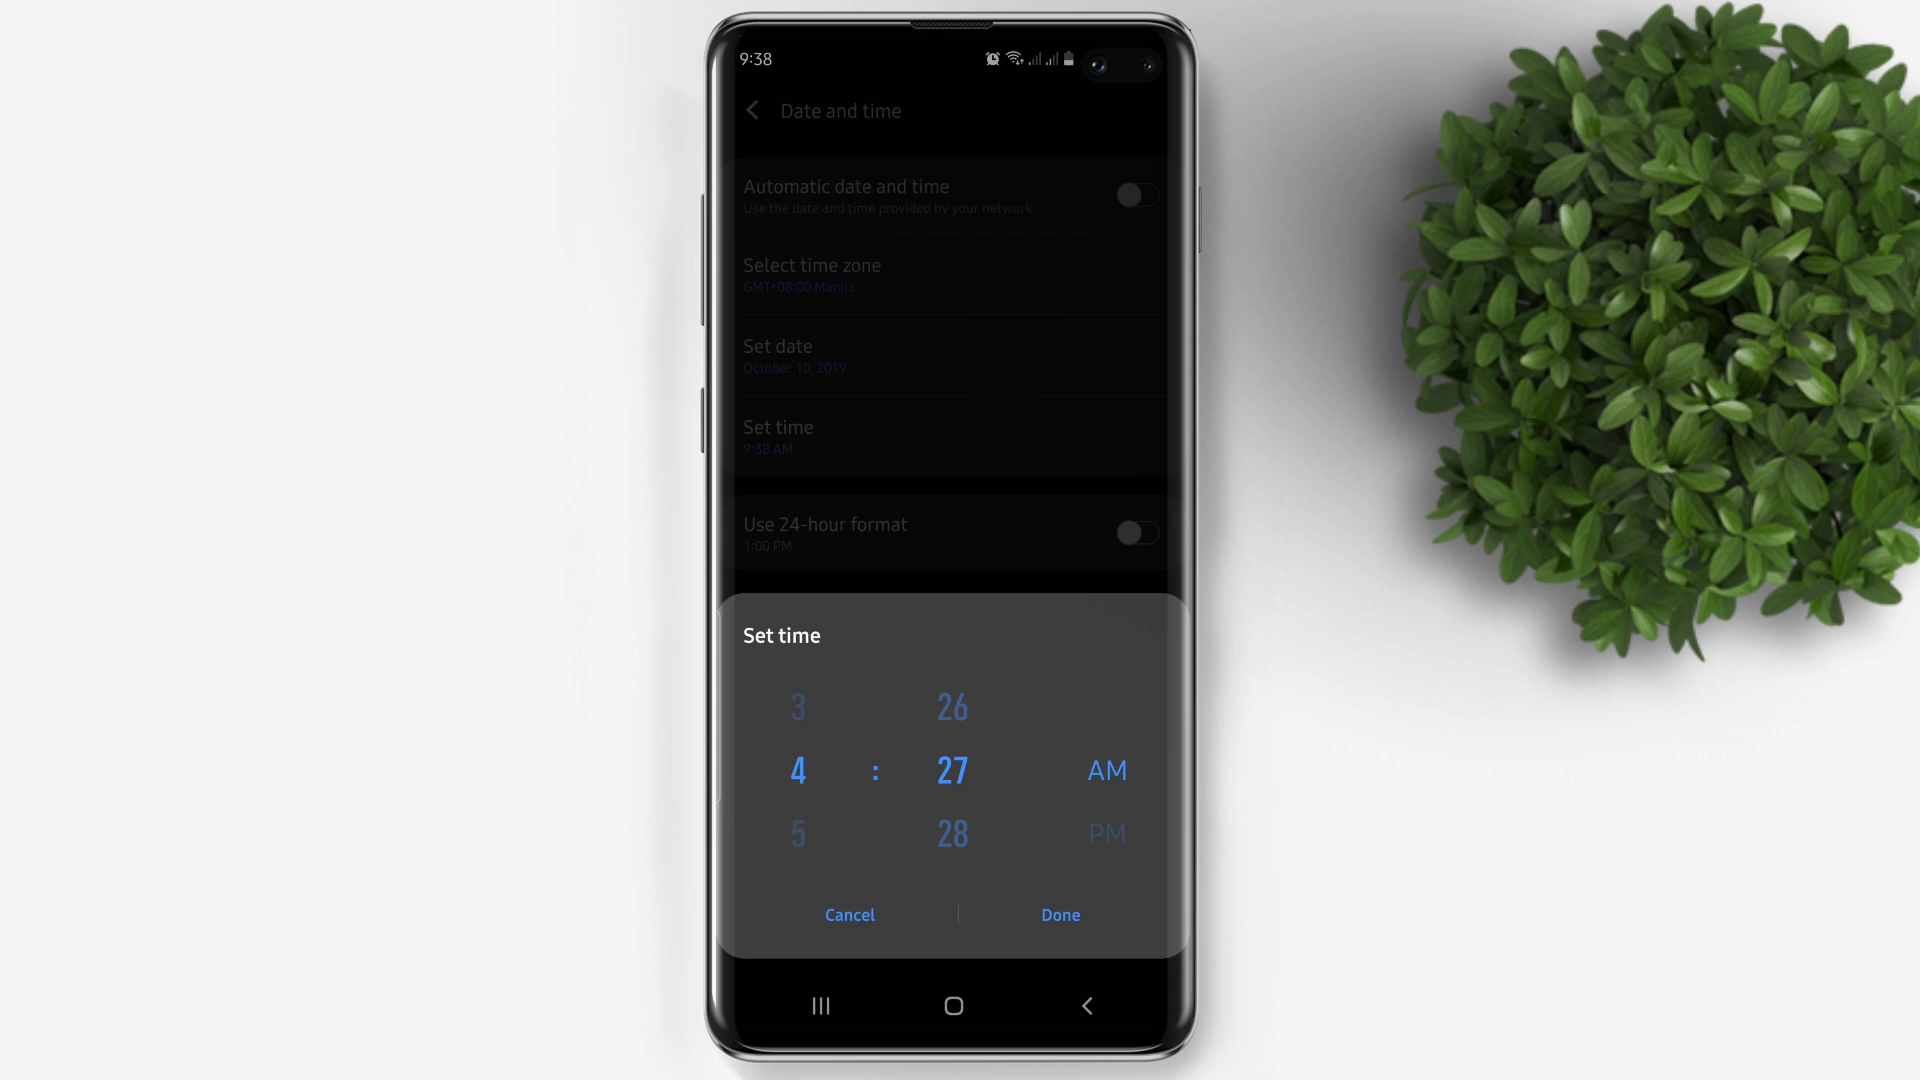 9:38
Date and time
Automatic date and time
Use the date and time provided by your network.
Select time zone
GMT+08:00 Manila
Set date
October 10, 2019
Set time
9:38 AM
Use 24-hour format
1:00 PM
Set time
3 26
4 : 27 AM
5 28 PM
Cancel Done